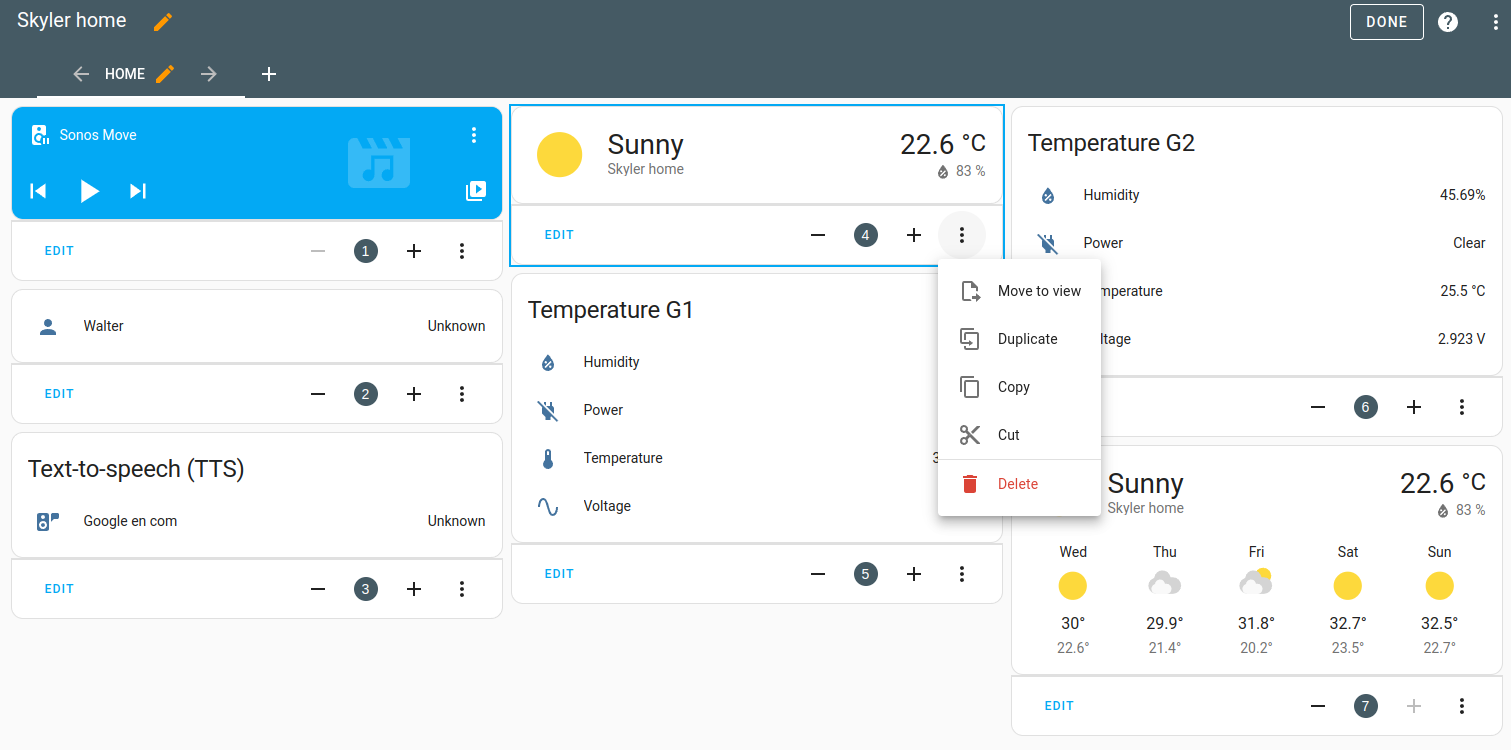 Skyler home
DONE
HOME
Sonos Move
EDIT
1
Walter Unknown
EDIT
2
Text-to-speech (TTS)
Google en com Unknown
EDIT
3
Sunny 22.6 °C
Skyler home 83 %
EDIT
4
Move to view
Duplicate
Copy
Cut
Delete
Temperature G1
Humidity
Power
Temperature 3
Voltage
EDIT
5
Temperature G2
Humidity 45.69%
Power Clear
mperature 25.5 °C
ltage 2.923 V
6
Sunny 22.6 °C
Skyler home 83 %
Wed Thu Fri Sat Sun
30° 29.9° 31.8° 32.7° 32.5°
22.6° 21.4° 20.2° 23.5° 22.7°
EDIT
7